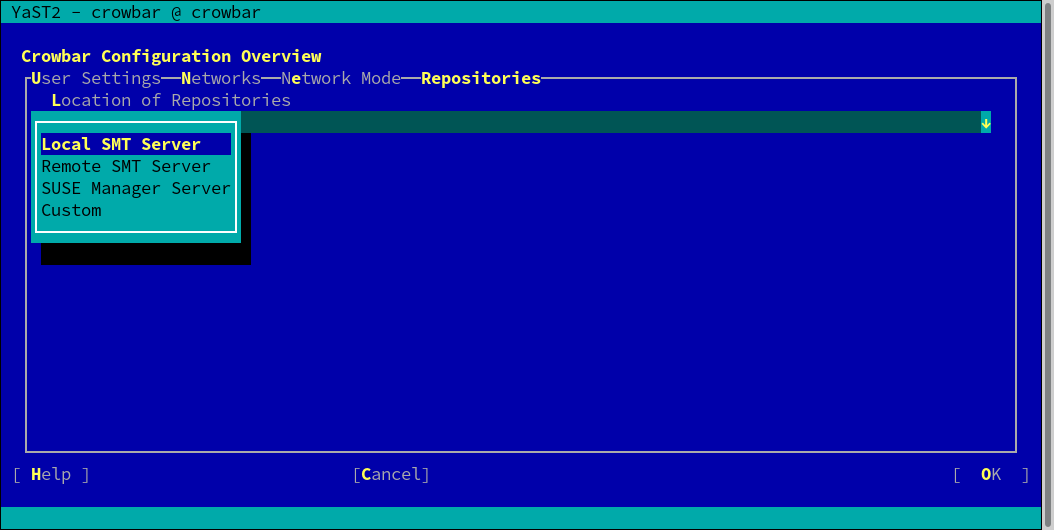 YaST2 - crowbar @ crowbar
Crowbar Configuration Overview
User Settings Networks Network Mode Repositories
Location of Repositories
Local SMT Server
Remote SMT Server
SUSE Manager Server
Custom
[ Help ] [Cancel] [ OK ]